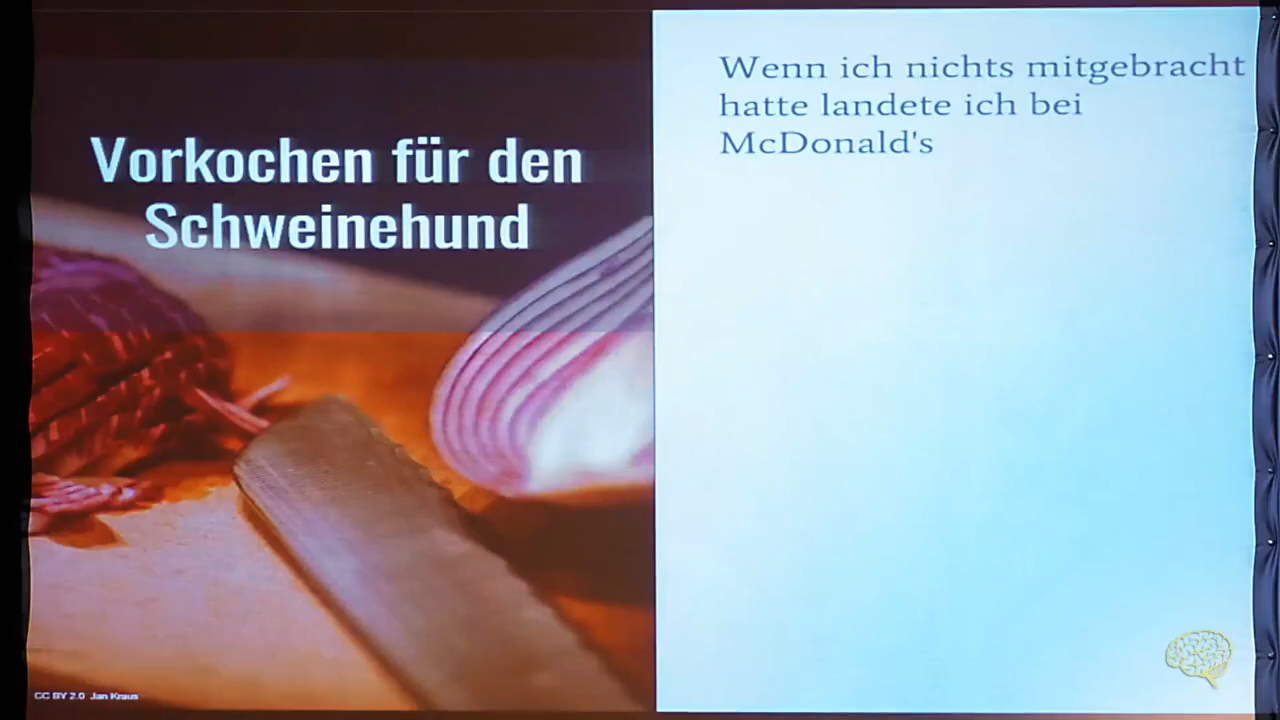 Vorkochen für den
Schweinehund
Wenn ich nichts mitgebracht
hatte landete ich bei
McDonald's
CC BY 2.0 Jan Kraus